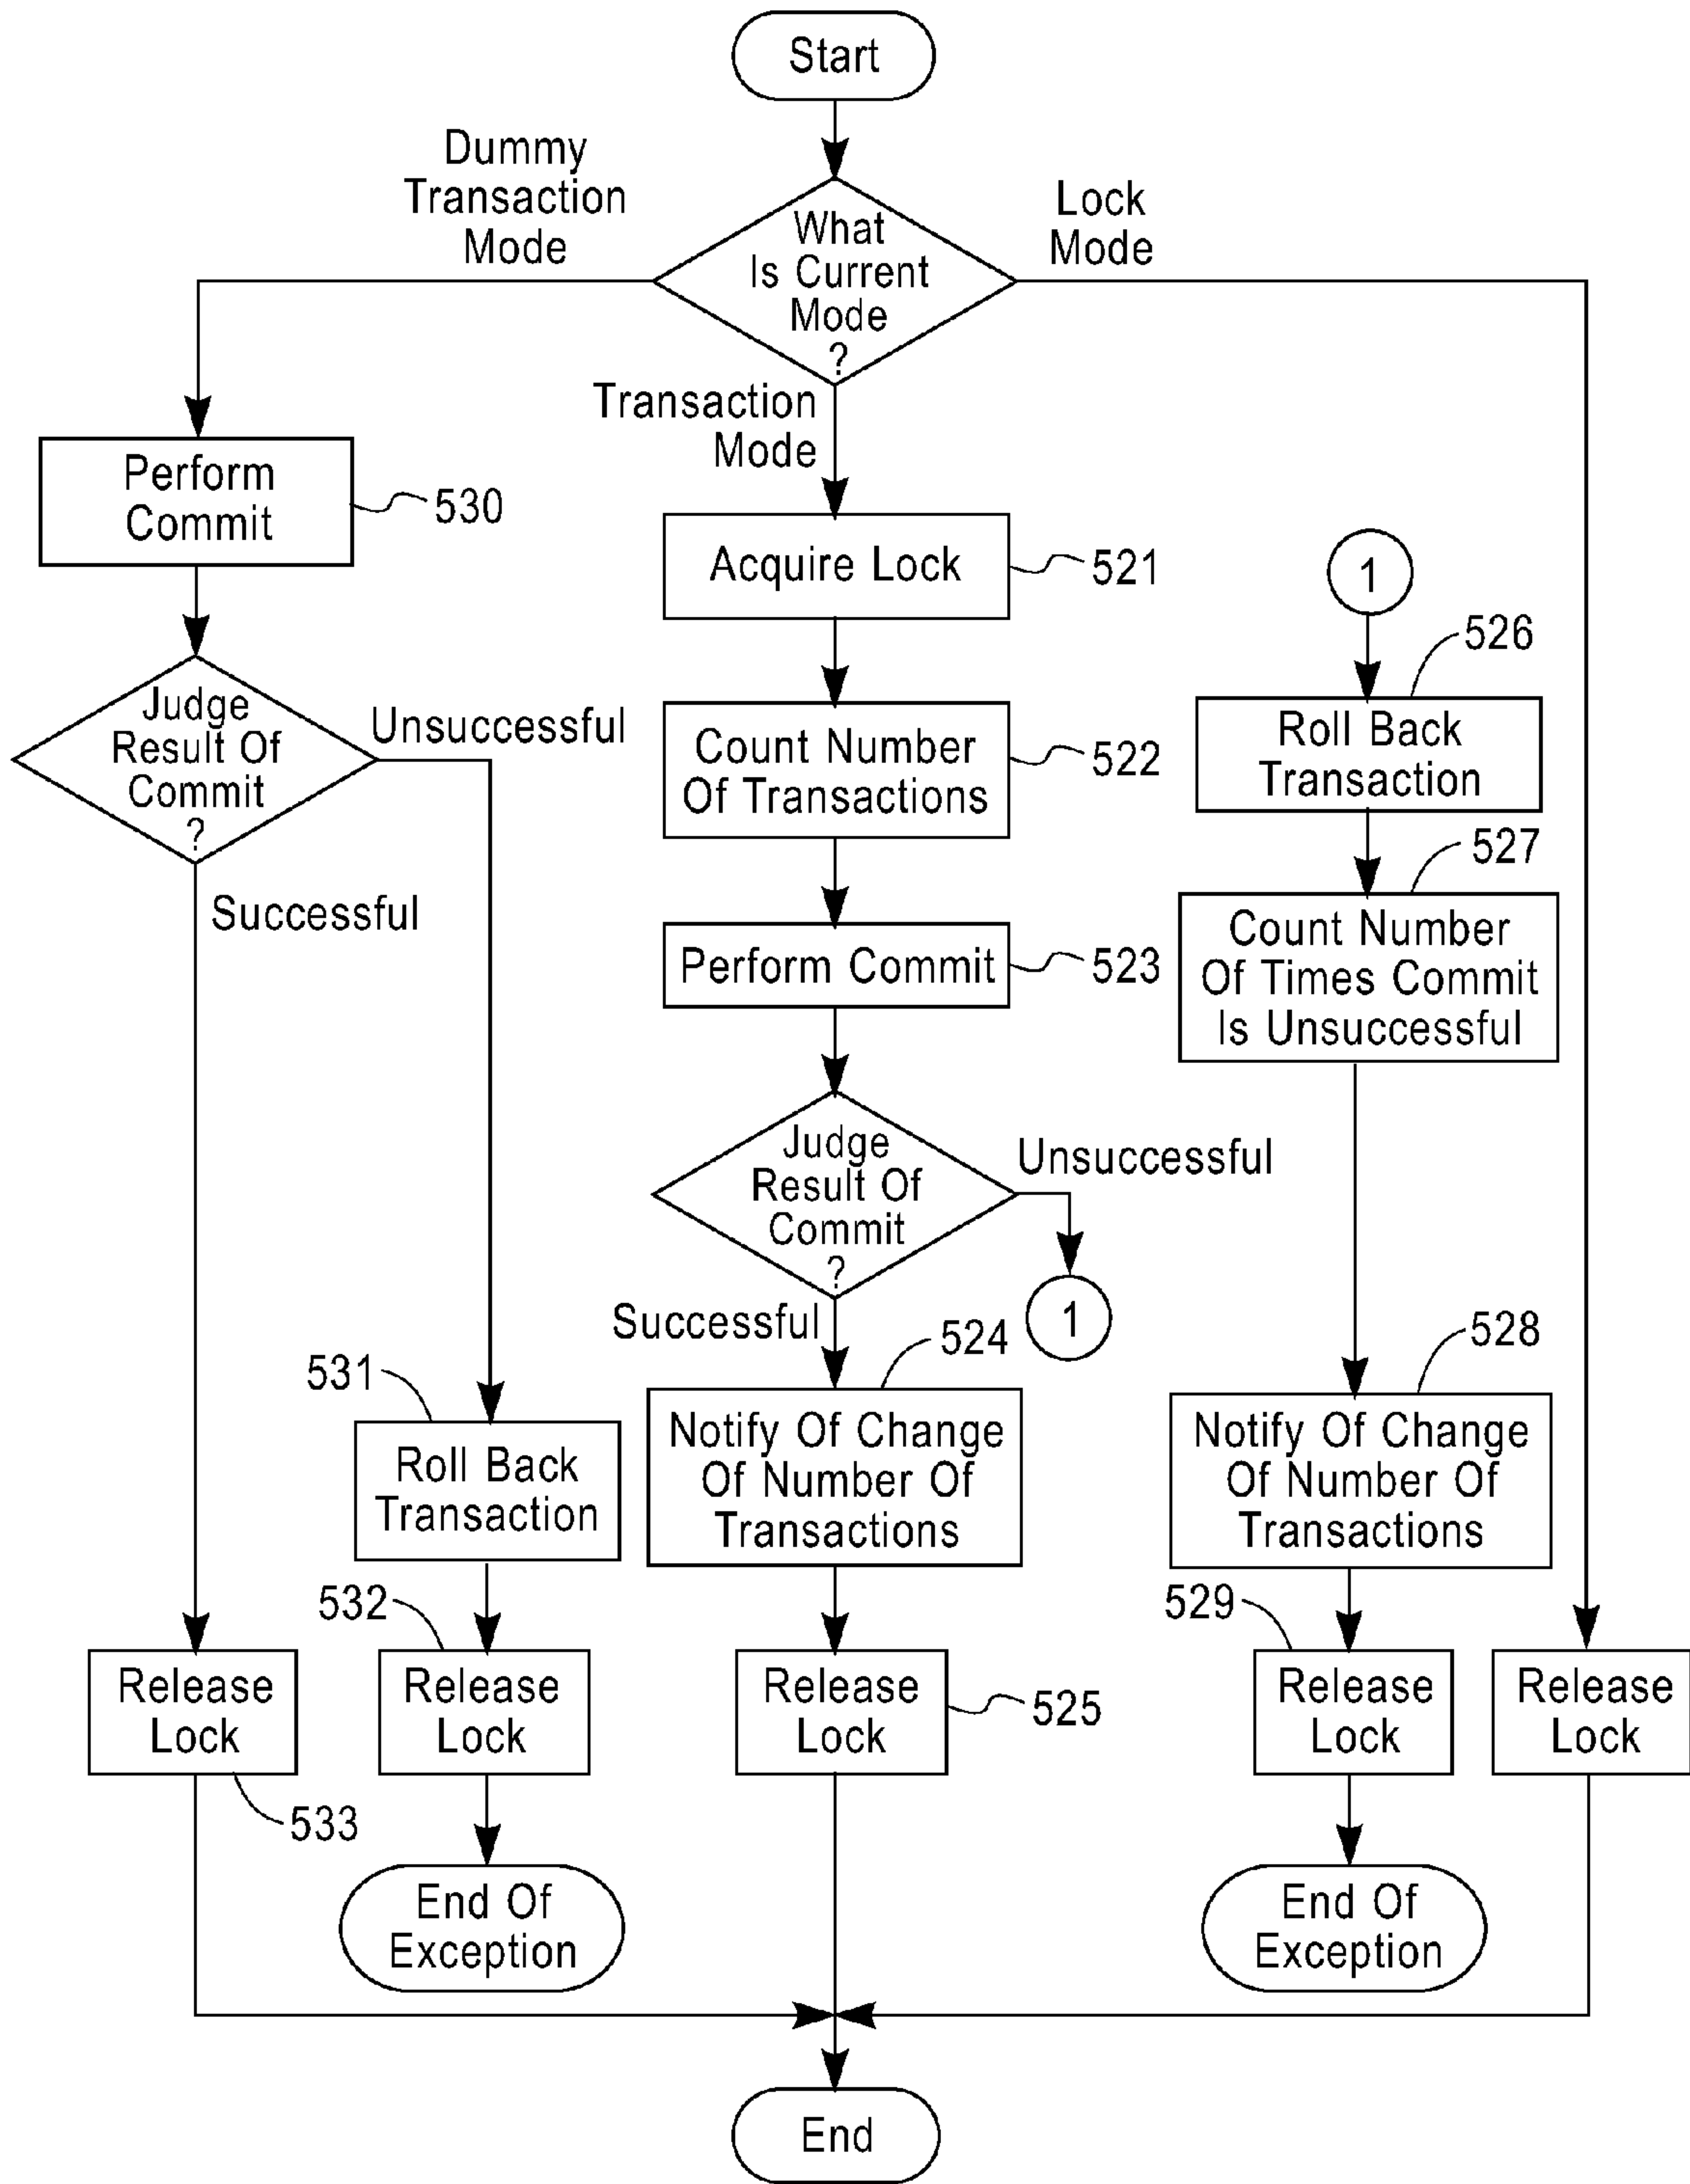 Start
Dummy
Transaction
Mode
What
Is Current
Mode
?
Lock
Mode
Transaction
Mode
Perform
Commit
530
Judge
Result Of
Commit
?
Unsuccessful
Successful
531
Roll Back
Transaction
532
Release
Lock
End Of
Exception
Release
Lock
533
Acquire Lock
521
Count Number
Of Transactions
522
Perform Commit
523
Judge
Result Of
Commit
?
Unsuccessful
1
Successful
524
Notify Of Change
Of Number Of
Transactions
Release
Lock
525
1
526
Roll Back
Transaction
527
Count Number
Of Times Commit
Is Unsuccessful
528
Notify Of Change
Of Number Of
Transactions
529
Release
Lock
End Of
Exception
Release
Lock
End